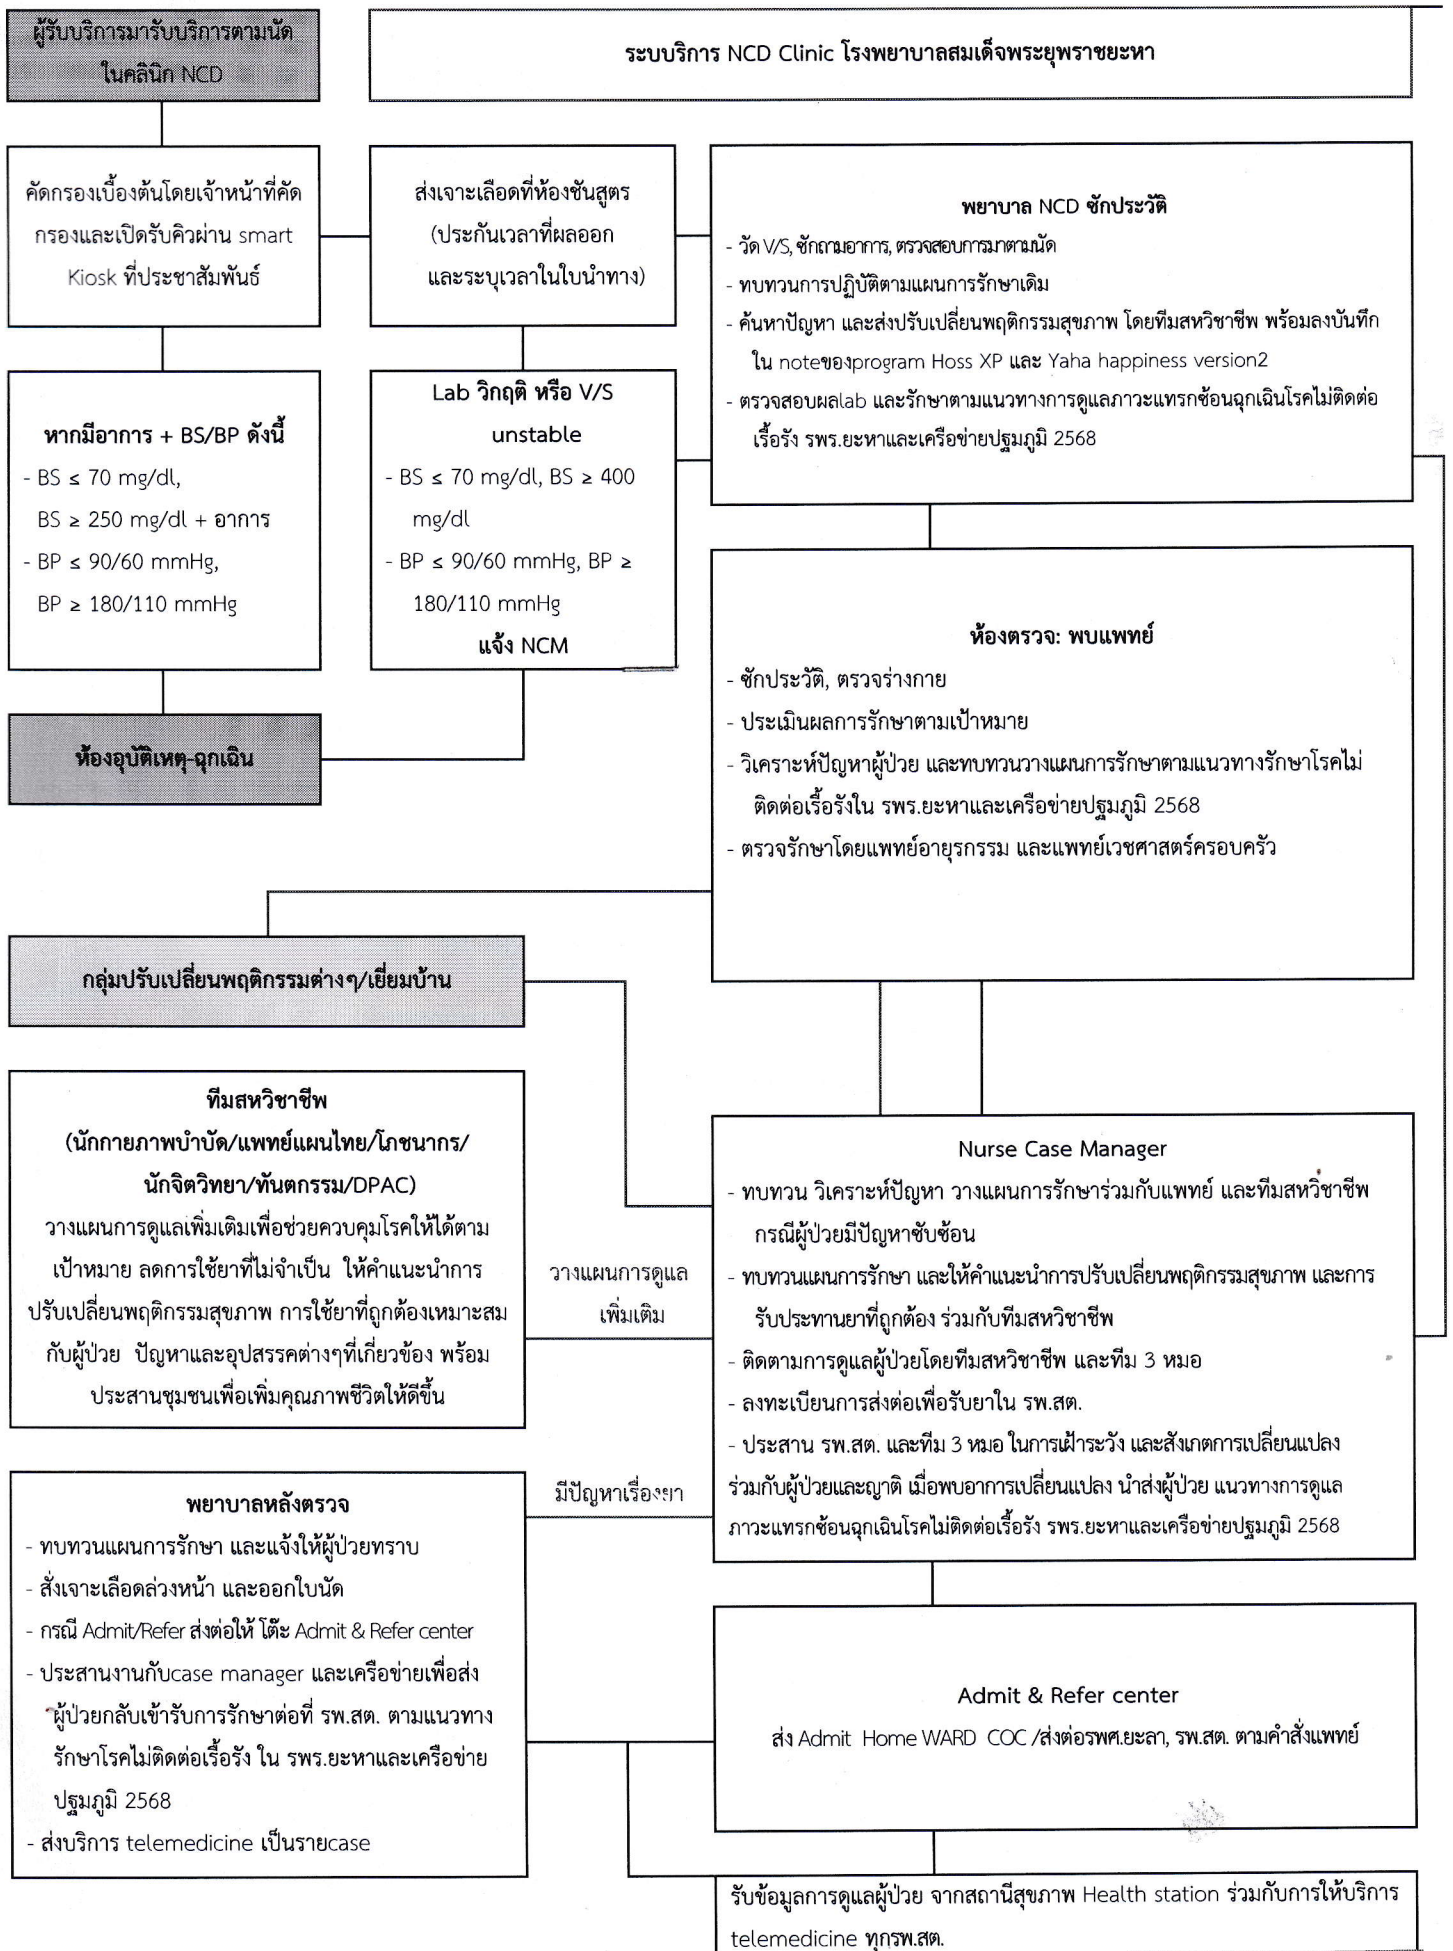 ผู้รับบริการมารับบริการตามนัด
ในคลินิก NCD
ระบบบริการ NCD Clinic โรงพยาบาลสมเด็จพระยุพราชยะหา
คัดกรองเบื้องต้นโดยเจ้าหน้าที่คัด
กรองและเปิดรับคิวผ่าน smart
Kiosk ที่ประชาสัมพันธ์
ส่งเจาะเลือดที่ห้องชันสูตร
(ประกันเวลาที่ผลออก
และระบุเวลาในใบนำทาง)
พยาบาล NCD ซักประวัติ
- วัด V/S, ซักถามอาการ, ตรวจสอบการมาตามนัด
- ทบทวนการปฏิบัติตามแผนการรักษาเดิม
- ค้นหาปัญหา และส่งปรับเปลี่ยนพฤติกรรมสุขภาพ โดยทีมสหวิชาชีพ พร้อมลงบันทึก
ใน noteของprogram Hoss XP และ Yaha happiness version2
- ตรวจสอบผลlab และรักษาตามแนวทางการดูแลภาวะแทรกซ้อนฉุกเฉินโรคไม่ติดต่อ
เรื้อรัง รพร.ยะหาและเครือข่ายปฐมภูมิ 2568
หากมีอาการ + BS/BP ดังนี้
- BS ≤ 70 mg/dl,
BS ≥ 250 mg/dl + อาการ
- BP ≤ 90/60 mmHg,
BP ≥ 180/110 mmHg
Lab วิกฤติ หรือ V/S
unstable
- BS ≤ 70 mg/dl, BS ≥ 400
mg/dl
- BP ≤ 90/60 mmHg, BP ≥
180/110 mmHg
แจ้ง NCM
ห้องอุบัติเหตุ-ฉุกเฉิน
ห้องตรวจ: พบแพทย์
- ซักประวัติ, ตรวจร่างกาย
- ประเมินผลการรักษาตามเป้าหมาย
- วิเคราะห์ปัญหาผู้ป่วย และทบทวนวางแผนการรักษาตามแนวทางรักษาโรคไม่
ติดต่อเรื้อรังใน รพร.ยะหาและเครือข่ายปฐมภูมิ 2568
- ตรวจรักษาโดยแพทย์อายุรกรรม และแพทย์เวชศาสตร์ครอบครัว
กลุ่มปรับเปลี่ยนพฤติกรรมต่างๆ/เยี่ยมบ้าน
ทีมสหวิชาชีพ
(นักกายภาพบำบัด/แพทย์แผนไทย/โภชนากร/
นักจิตวิทยา/ทันตกรรม/DPAC)
วางแผนการดูแลเพิ่มเติมเพื่อช่วยควบคุมโรคให้ได้ตาม
เป้าหมาย ลดการใช้ยาที่ไม่จำเป็น ให้คำแนะนำการ
ปรับเปลี่ยนพฤติกรรมสุขภาพ การใช้ยาที่ถูกต้องเหมาะสม
กับผู้ป่วย ปัญหาและอุปสรรคต่างๆที่เกี่ยวข้อง พร้อม
ประสานชุมชนเพื่อเพิ่มคุณภาพชีวิตให้ดีขึ้น
วางแผนการดูแล
เพิ่มเติม
Nurse Case Manager
- ทบทวน วิเคราะห์ปัญหา วางแผนการรักษาร่วมกับแพทย์ และทีมสหวิชาชีพ
กรณีผู้ป่วยมีปัญหาซับซ้อน
- ทบทวนแผนการรักษา และให้คำแนะนำการปรับเปลี่ยนพฤติกรรมสุขภาพ และการ
รับประทานยาที่ถูกต้อง ร่วมกับทีมสหวิชาชีพ
- ติดตามการดูแลผู้ป่วยโดยทีมสหวิชาชีพ และทีม 3 หมอ
- ลงทะเบียนการส่งต่อเพื่อรับยาใน รพ.สต.
- ประสาน รพ.สต. และทีม 3 หมอ ในการเฝ้าระวัง และสังเกตการเปลี่ยนแปลง
ร่วมกับผู้ป่วยและญาติ เมื่อพบอาการเปลี่ยนแปลง นำส่งผู้ป่วย แนวทางการดูแล
ภาวะแทรกซ้อนฉุกเฉินโรคไม่ติดต่อเรื้อรัง รพร.ยะหาและเครือข่ายปฐมภูมิ 2568
มีปัญหาเรื่องยา
พยาบาลหลังตรวจ
- ทบทวนแผนการรักษา และแจ้งให้ผู้ป่วยทราบ
- สั่งเจาะเลือดล่วงหน้า และออกใบนัด
- กรณี Admit/Refer ส่งต่อให้ โต๊ะ Admit & Refer center
- ประสานงานกับcase manager และเครือข่ายเพื่อส่ง
ผู้ป่วยกลับเข้ารับการรักษาต่อที่ รพ.สต. ตามแนวทาง
รักษาโรคไม่ติดต่อเรื้อรัง ใน รพร.ยะหาและเครือข่าย
ปฐมภูมิ 2568
- ส่งบริการ telemedicine เป็นรายcase
Admit & Refer center
ส่ง Admit Home WARD COC /ส่งต่อรพศ.ยะลา, รพ.สต. ตามคำสั่งแพทย์
รับข้อมูลการดูแลผู้ป่วย จากสถานีสุขภาพ Health station ร่วมกับการให้บริการ
telemedicine ทุกรพ.สต.